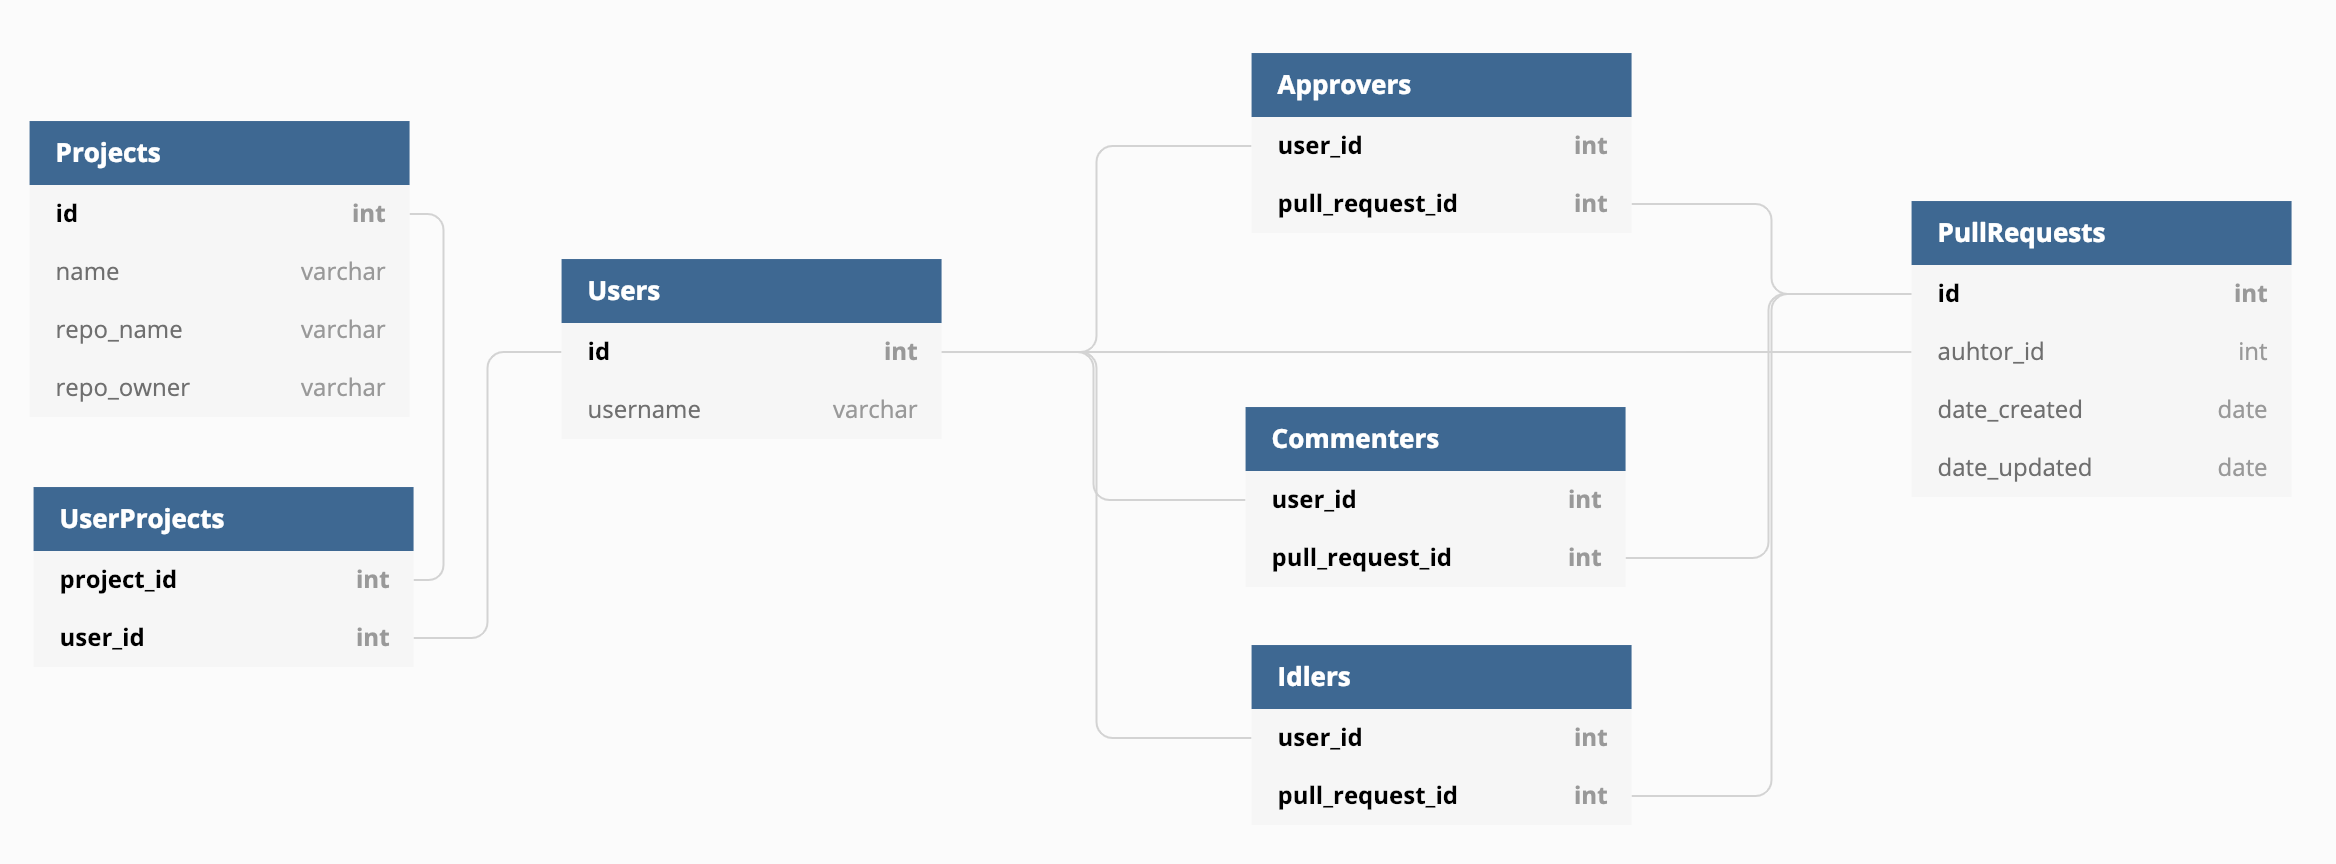 Projects
id int
name varchar
repo_name varchar
repo_owner varchar
UserProjects
project_id int
user_id int
Users
id int
username varchar
Approvers
user_id int
pull_request_id int
Commenters
user_id int
pull_request_id int
Idlers
user_id int
pull_request_id int
PullRequests
id int
auhtor_id int
date_created date
date_updated date